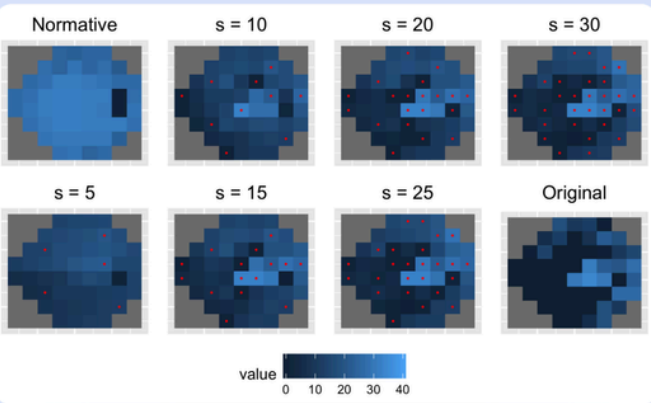 Normative
s = 10
s = 20
s = 30
s = 5
s = 15
s = 25
Original
value
0 10 20 30 40